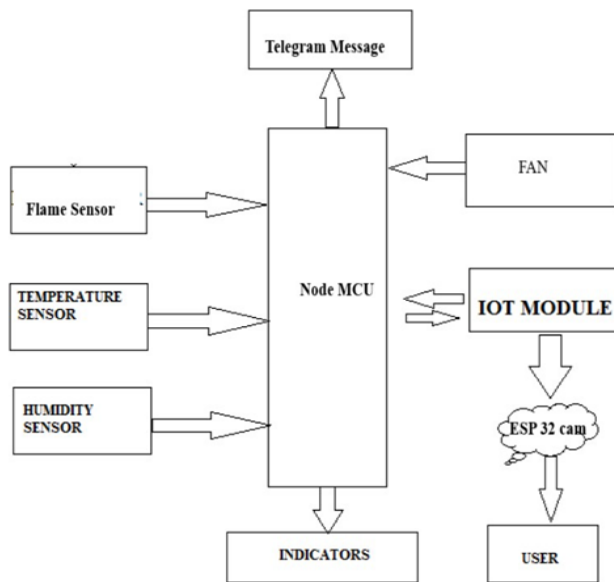 Telegram Message
Flame Sensor
FAN
TEMPERATURE
SENSOR
Node MCU
IOT MODULE
HUMIDITY
SENSOR
ESP 32 cam
INDICATORS
USER